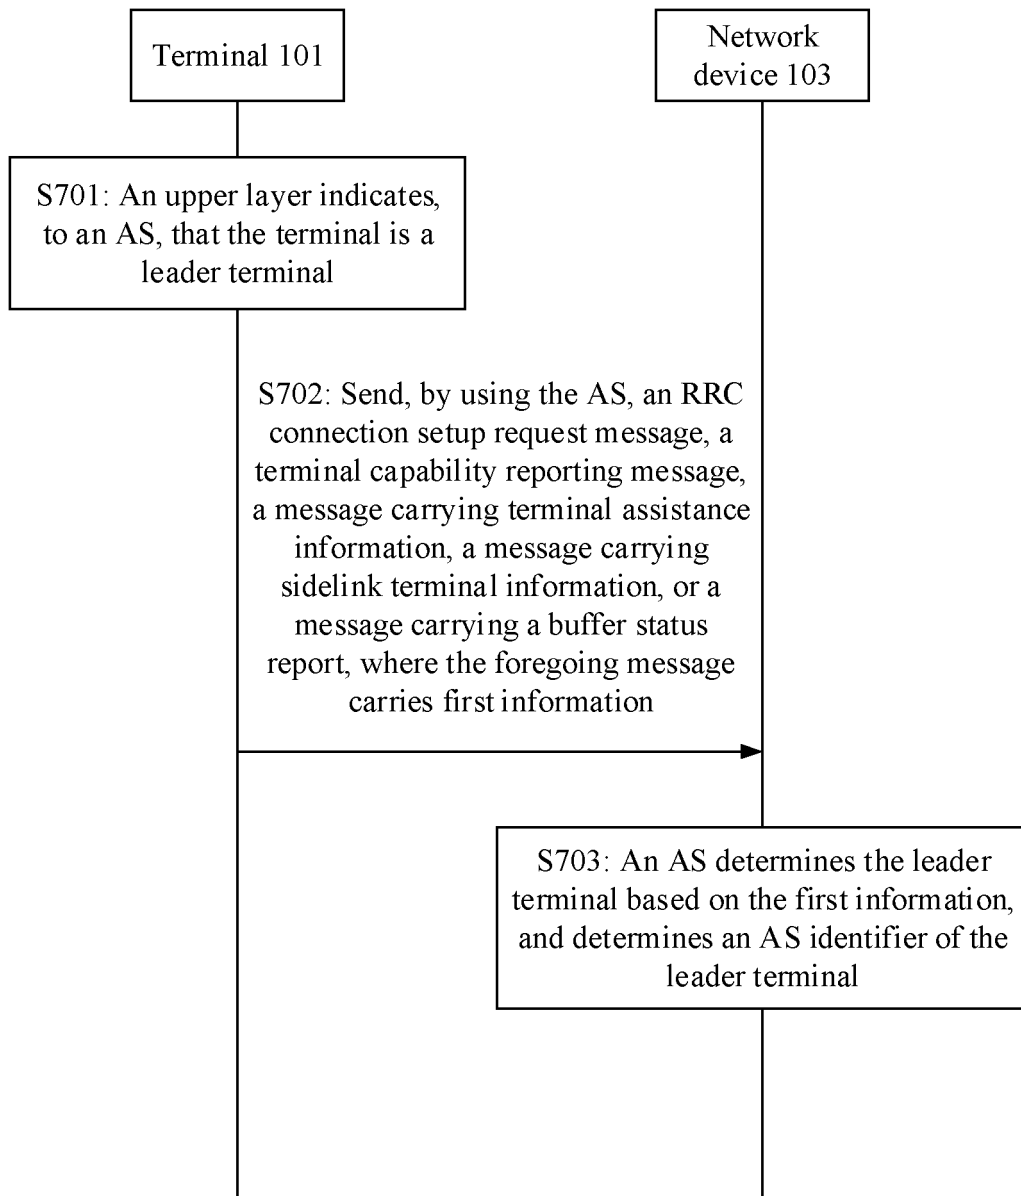 Terminal 101
Network
device 103
S701: An upper layer indicates,
to an AS, that the terminal is a
leader terminal
S702: Send, by using the AS, an RRC
connection setup request message, a
terminal capability reporting message,
a message carrying terminal assistance
information, a message carrying
sidelink terminal information, or a
message carrying a buffer status
report, where the foregoing message
carries first information
S703: An AS determines the leader
terminal based on the first information,
and determines an AS identifier of the
leader terminal